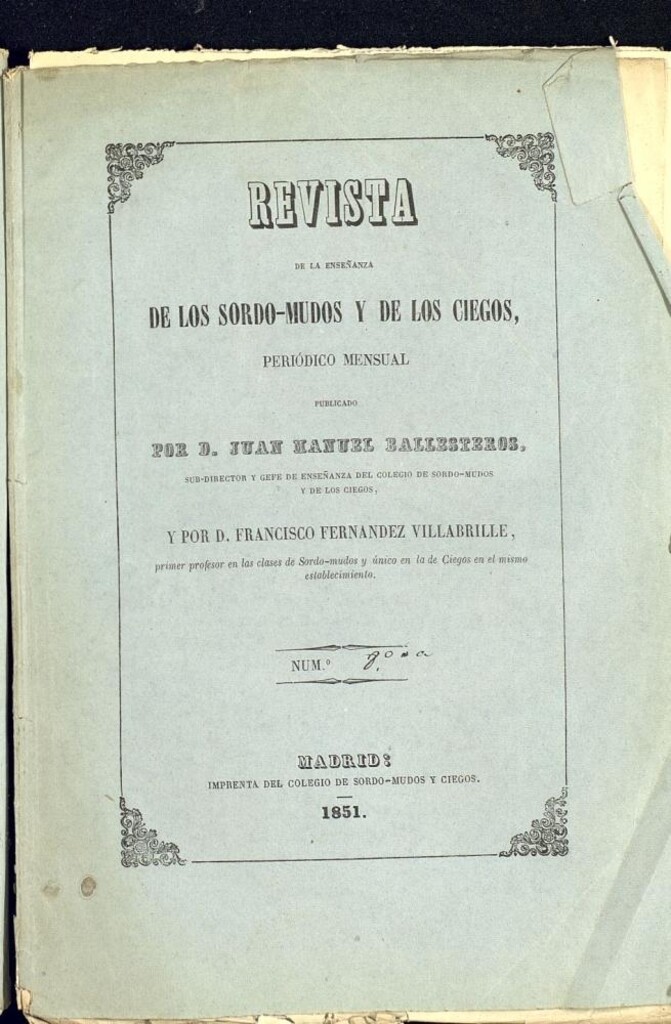 REVISTA
DE LA ENSEÑANZA
DE LOS SORDO-MUDOS Y DE LOS CIEGOS,
PERIÓDICO MENSUAL
PUBLICADO
POR D. JUAN MANUEL BALLESTEROS,
SUB-DIRECTOR Y GEFE DE ENSEÑANZA DEL COLEGIO DE SORDO-MUDOS
Y DE LOS CIEGOS,
Y POR D. FRANCISCO FERNANDEZ VILLABRILLE,
primer profesor en las clases de Sordo-mudos y único en la de Ciegos en el mismo
establecimiento.
NUM.º
MADRID:
IMPRENTA DEL COLEGIO DE SORDO-MUDOS Y CIEGOS.
1851.